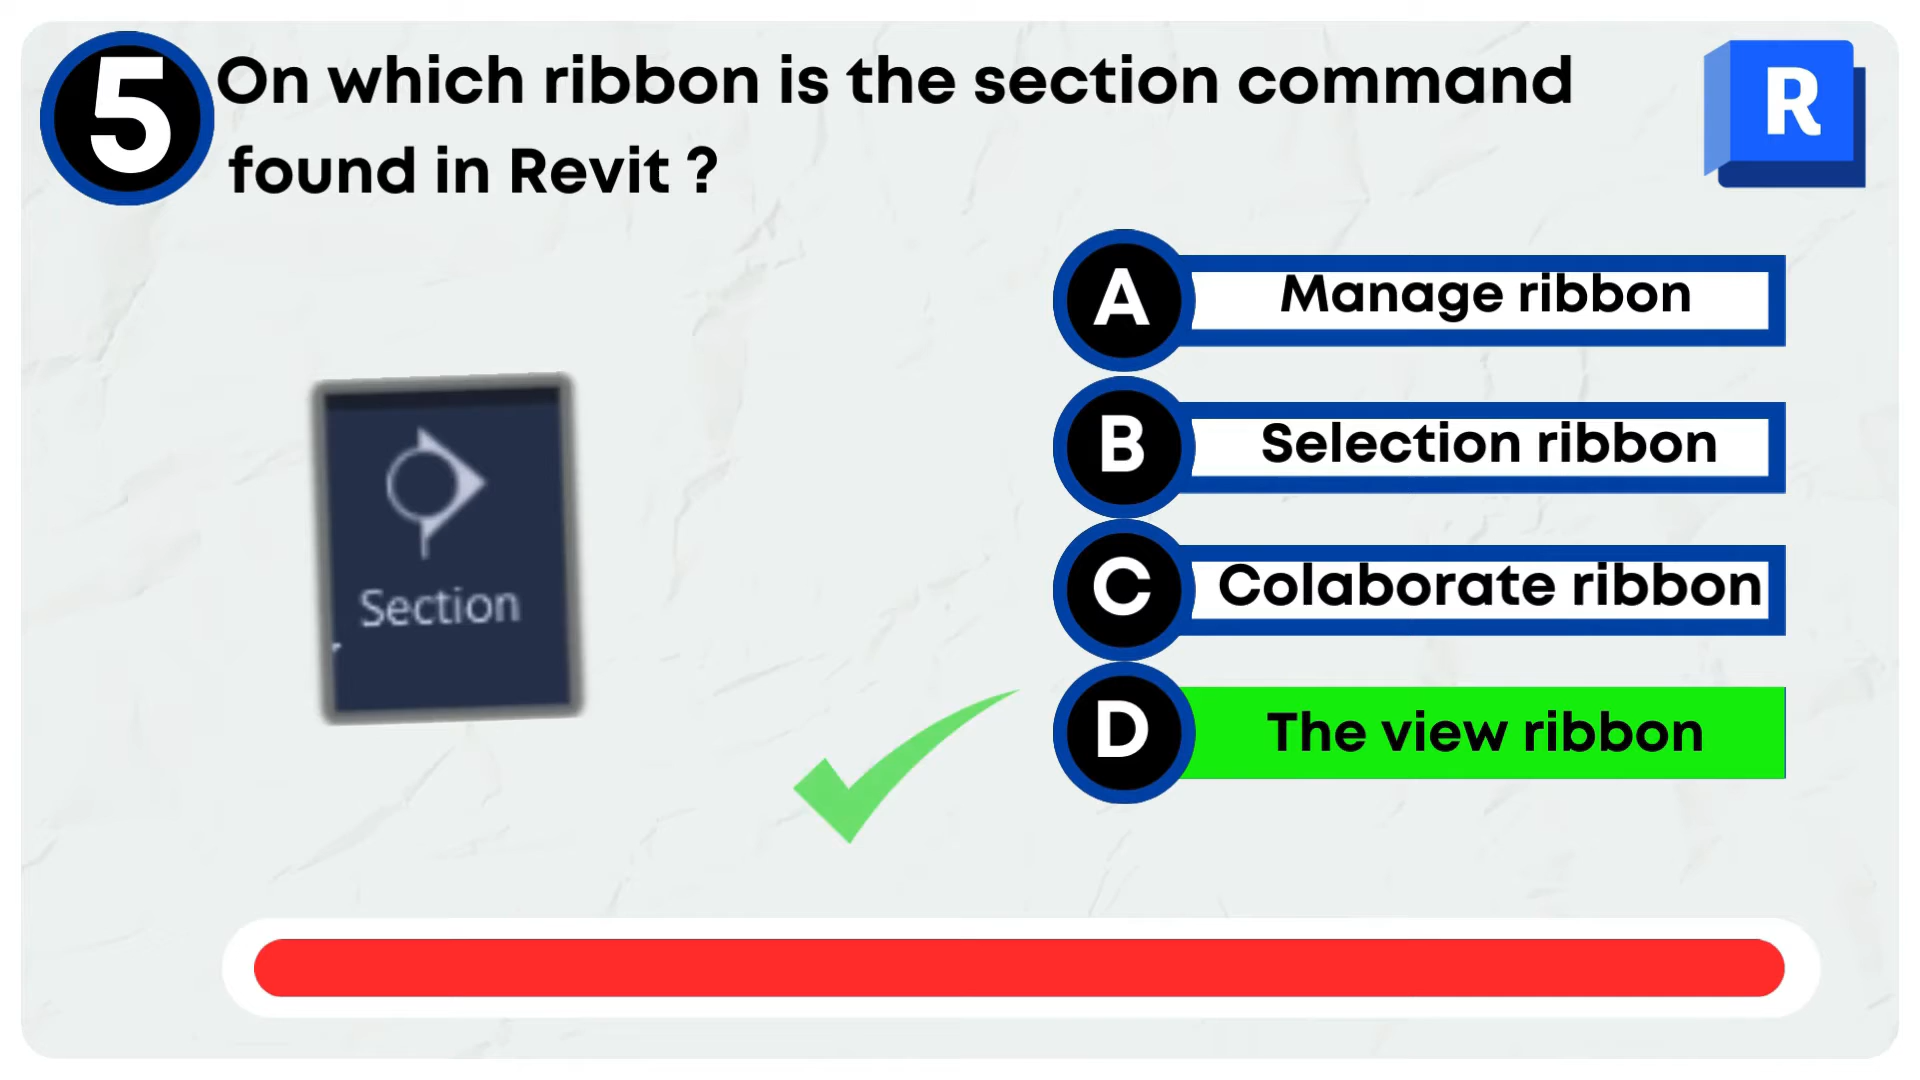 5
On which ribbon is the section command
found in Revit ?
R
A
Manage ribbon
B
Selection ribbon
C
Colaborate ribbon
D
The view ribbon
Section